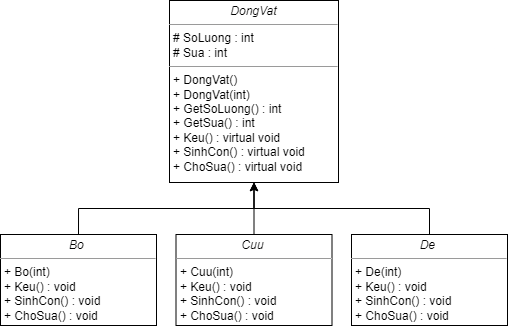 DongVat
# SoLuong : int
# Sua : int
+ DongVat()
+ DongVat(int)
+ GetSoLuong() : int
+ GetSua() : int
+ Keu() : virtual void
+ SinhCon() : virtual void
+ ChoSua() : virtual void
Bo
+ Bo(int)
+ Keu() : void
+ SinhCon() : void
+ ChoSua() : void
Cuu
+ Cuu(int)
+ Keu() : void
+ SinhCon() : void
+ ChoSua() : void
De
+ De(int)
+ Keu() : void
+ SinhCon() : void
+ ChoSua() : void